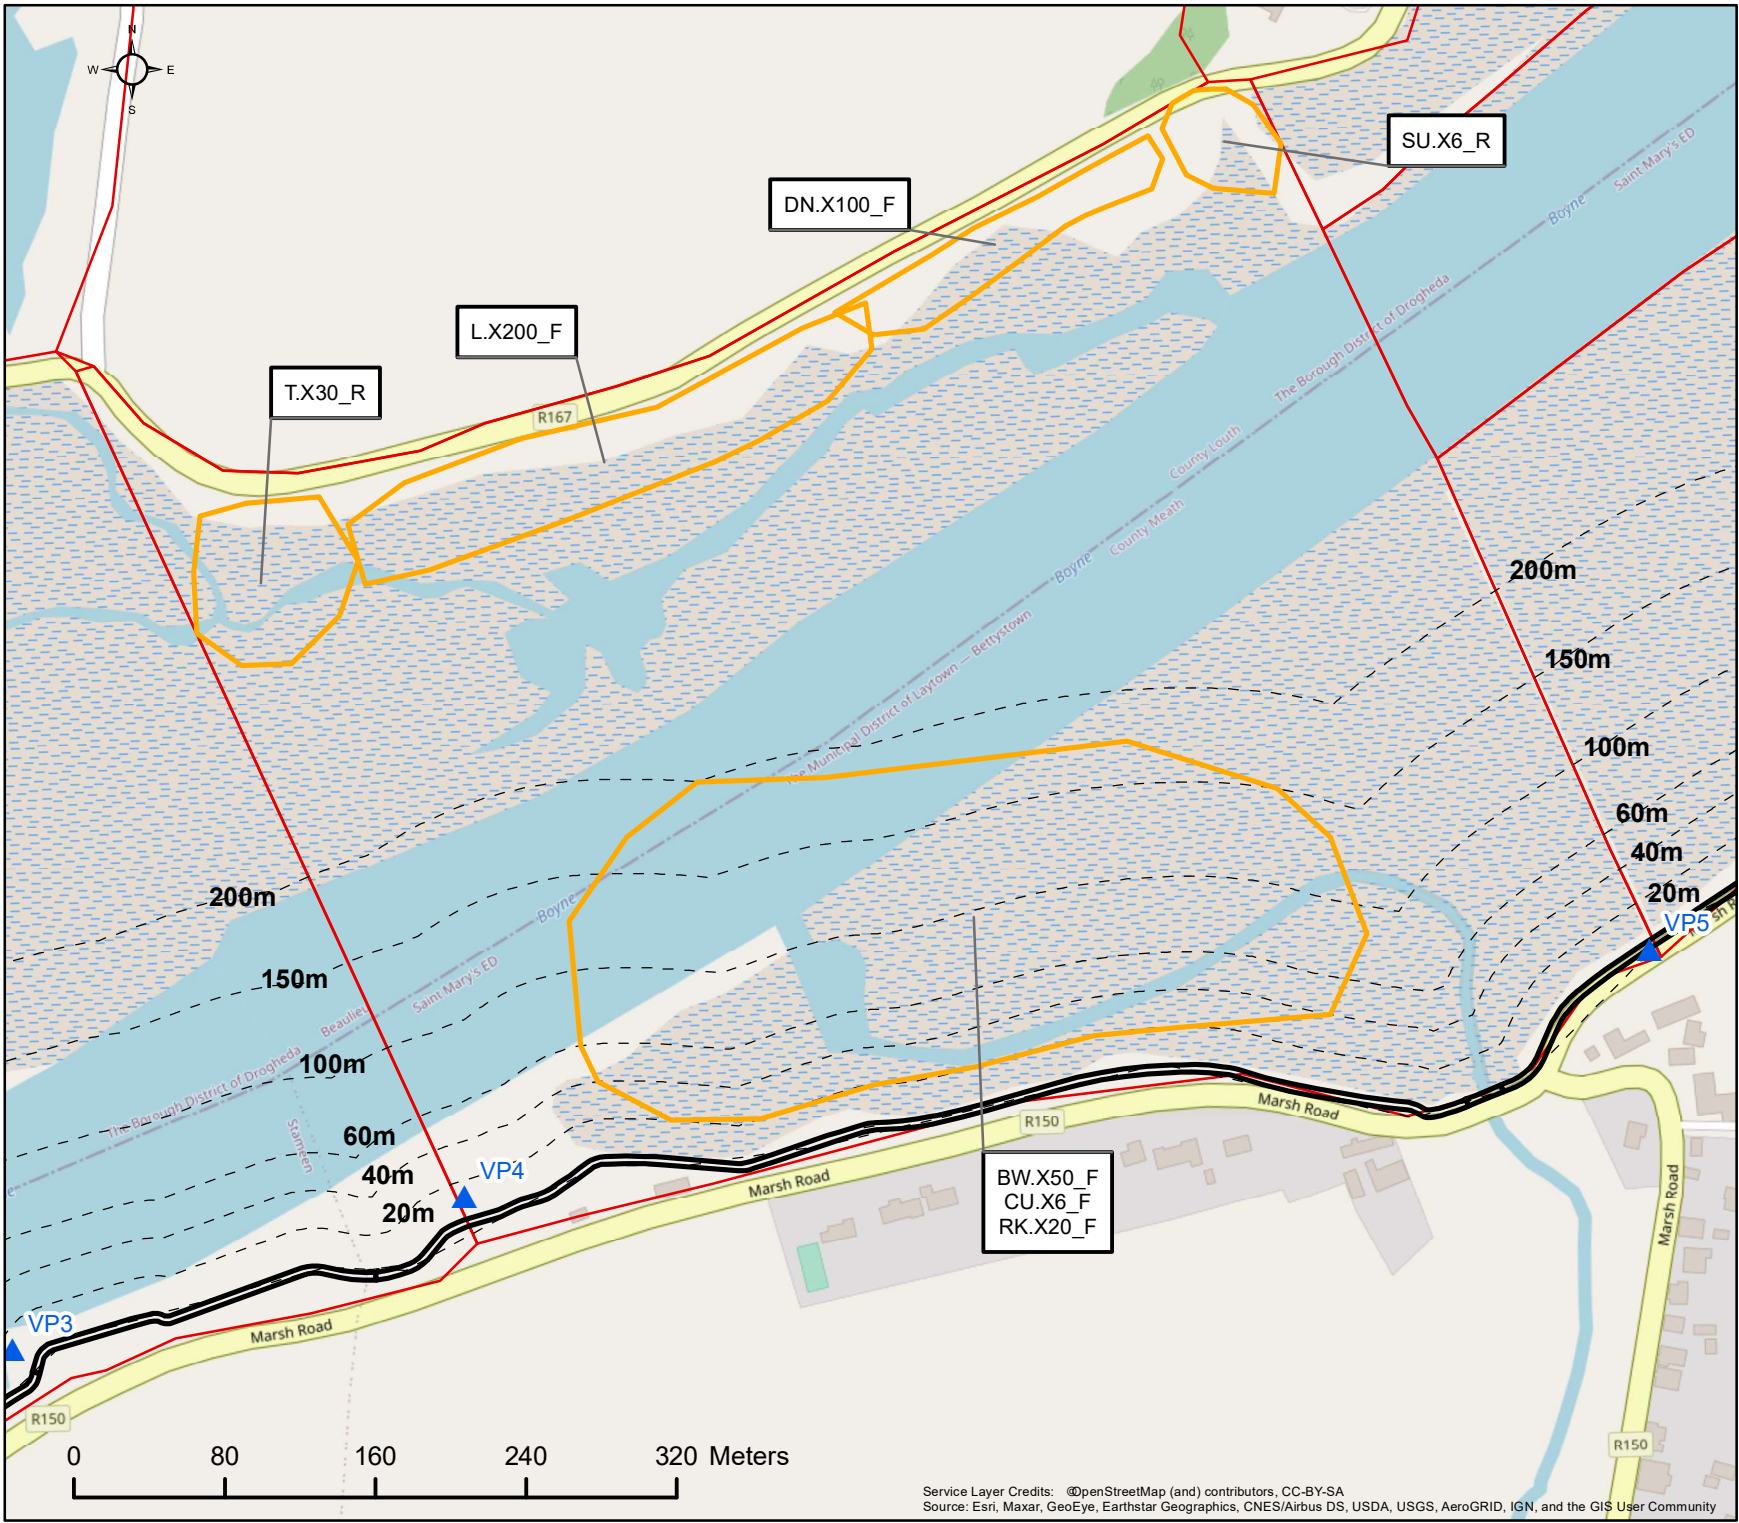 N
W
E
S
SU.X6_R
DN.X100_F
L.X200_F
T.X30_R
R167
Saint Mary's ED
Boyne
The Borough District of Drogheda
County Louth
County Meath
Boyne
The Municipal District of Laytown — Bettystown
200m
150m
100m
60m
40m
20m
VP5
200m
150m
100m
60m
40m
20m
Boyne
Saint Mary's ED
Beaulieu
The Borough District of Drogheda
Stameen
VP4
VP3
BW.X50_F
CU.X6_F
RK.X20_F
R150
Marsh Road
Marsh Road
Marsh Road
Marsh Road
R150
R150
0 80 160 240 320 Meters
Service Layer Credits: ©OpenStreetMap (and) contributors, CC-BY-SA
Source: Esri, Maxar, GeoEye, Earthstar Geographics, CNES/Airbus DS, USDA, USGS, AeroGRID, IGN, and the GIS User Community